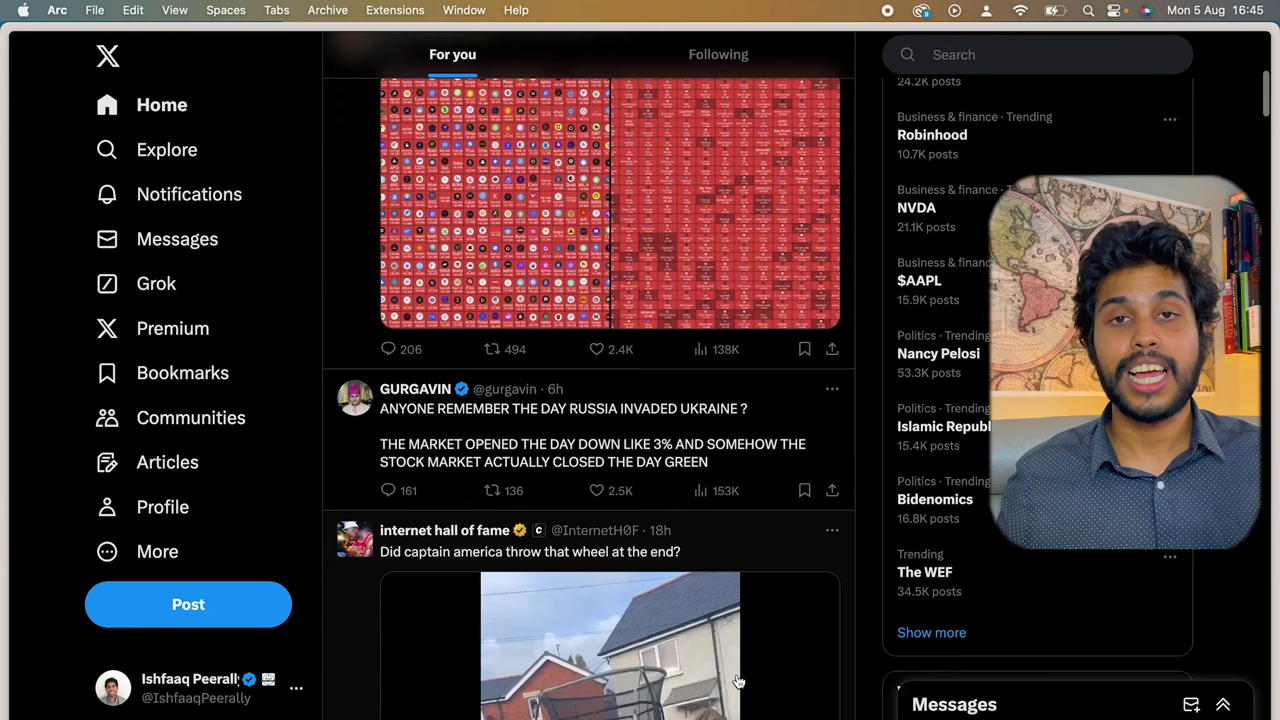 Arc File Edit View Spaces Tabs Archive Extensions Window Help
Mon 5 Aug 16:45
Home
Explore
Notifications
Messages
Grok
Premium
Bookmarks
Communities
Articles
Profile
More
Post
Ishfaaq Peerall
@IshfaaqPeerally
For you
Following
206 494 2.4K 138K
GURGAVIN @gurgavin · 6h
ANYONE REMEMBER THE DAY RUSSIA INVADED UKRAINE ?
THE MARKET OPENED THE DAY DOWN LIKE 3% AND SOMEHOW THE
STOCK MARKET ACTUALLY CLOSED THE DAY GREEN
161 136 2.5K 153K
internet hall of fame @InternetH0F · 18h
Did captain america throw that wheel at the end?
Search
24.2K posts
Business & finance · Trending
Robinhood
10.7K posts
Business & finance · T
NVDA
21.1K posts
Business & financ
$AAPL
15.9K posts
Politics · Trending
Nancy Pelosi
53.3K posts
Politics · Trending
Islamic Republ
15.4K posts
Politics · Trending
Bidenomics
16.8K posts
Trending
The WEF
34.5K posts
Show more
Messages